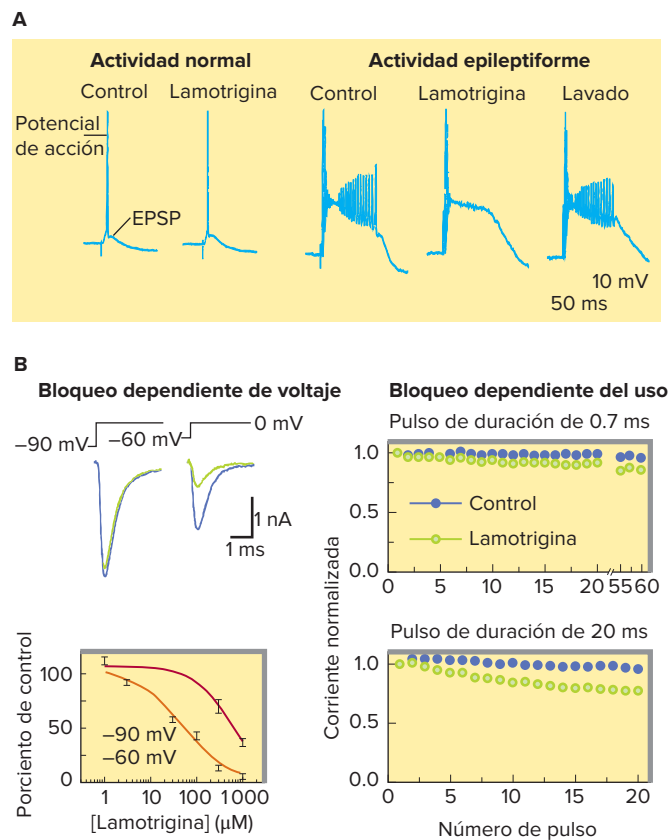 A
Actividad normal
Actividad epileptiforme
Control
Lamotrigina
Control
Lamotrigina
Lavado
Potencial
de acción
EPSP
10 mV
50 ms
B
Bloqueo dependiente de voltaje
–90 mV
–60 mV
0 mV
1 nA
1 ms
Porciento de control
100
50
0
–90 mV
–60 mV
1
10
100
1000
[Lamotrigina] (μM)
Bloqueo dependiente del uso
Pulso de duración de 0.7 ms
Corriente normalizada
1.0
0.5
0.0
Control
Lamotrigina
0
5
10
15
20
55
60
Pulso de duración de 20 ms
1.0
0.5
0.0
0
5
10
15
20
Número de pulso